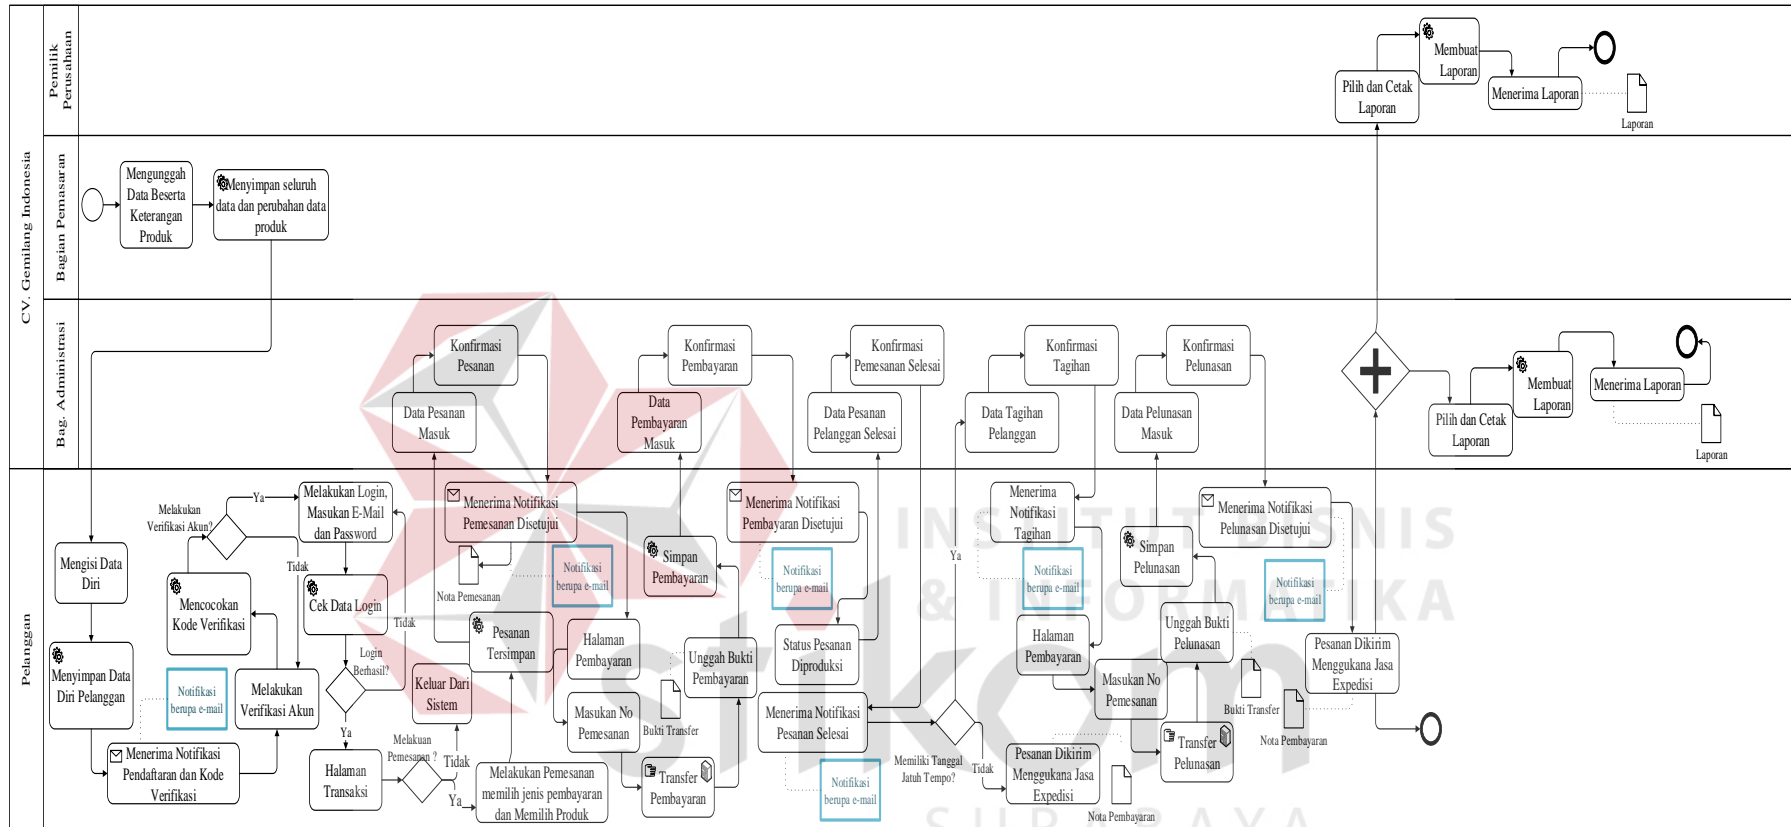 CV. Gemilang Indonesia
Pemilik
Perusahaan
Pilih dan Cetak
Laporan
Membuat
Laporan
Menerima Laporan
Laporan
Bagian Pemasaran
Mengunggah
Data Beserta
Keterangan
Produk
Menyimpan seluruh
data dan perubahan data
produk
Bag. Administrasi
Konfirmasi
Pesanan
Data Pesanan
Masuk
Konfirmasi
Pembayaran
Data
Pembayaran
Masuk
Konfirmasi
Pemesanan Selesai
Data Pesanan
Pelanggan Selesai
Konfirmasi
Tagihan
Data Tagihan
Pelanggan
Konfirmasi
Pelunasan
Data Pelunasan
Masuk
Pilih dan Cetak
Laporan
Membuat
Laporan
Menerima Laporan
Laporan
Pelanggan
Mengisi Data
Diri
Menyimpan Data
Diri Pelanggan
Menerima Notifikasi
Pendaftaran dan Kode
Verifikasi
Notifikasi
berupa e-mail
Melakukan
Verifikasi Akun
Mencocokan
Kode Verifikasi
Melakukan
Verifikasi Akun?
Ya
Tidak
Melakukan Login,
Masukan E-Mail
dan Password
Cek Data Login
Login
Berhasil?
Tidak
Ya
Halaman
Transaksi
Melakuan
Pemesanan ?
Tidak
Ya
Keluar Dari
Sistem
Melakukan Pemesanan
memilih jenis pembayaran
dan Memilih Produk
Pesanan
Tersimpan
Menerima Notifikasi
Pemesanan Disetujui
Nota Pemesanan
Notifikasi
berupa e-mail
Halaman
Pembayaran
Masukan No
Pemesanan
Transfer
Pembayaran
Unggah Bukti
Pembayaran
Bukti Transfer
Simpan
Pembayaran
Menerima Notifikasi
Pembayaran Disetujui
Notifikasi
berupa e-mail
Status Pesanan
Diproduksi
Menerima Notifikasi
Pesanan Selesai
Notifikasi
berupa e-mail
Memiliki Tanggal
Jatuh Tempo?
Ya
Tidak
Pesanan Dikirim
Menggukana Jasa
Expedisi
Nota Pembayaran
Menerima
Notifikasi
Tagihan
Notifikasi
berupa e-mail
Halaman
Pembayaran
Masukan No
Pemesanan
Transfer
Pelunasan
Unggah Bukti
Pelunasan
Bukti Transfer
Simpan
Pelunasan
Menerima Notifikasi
Pelunasan Disetujui
Notifikasi
berupa e-mail
Pesanan Dikirim
Menggukana Jasa
Expedisi
Nota Pembayaran
INSTITUT BISNIS
& INFORMATIKA
stikom
SURABAYA